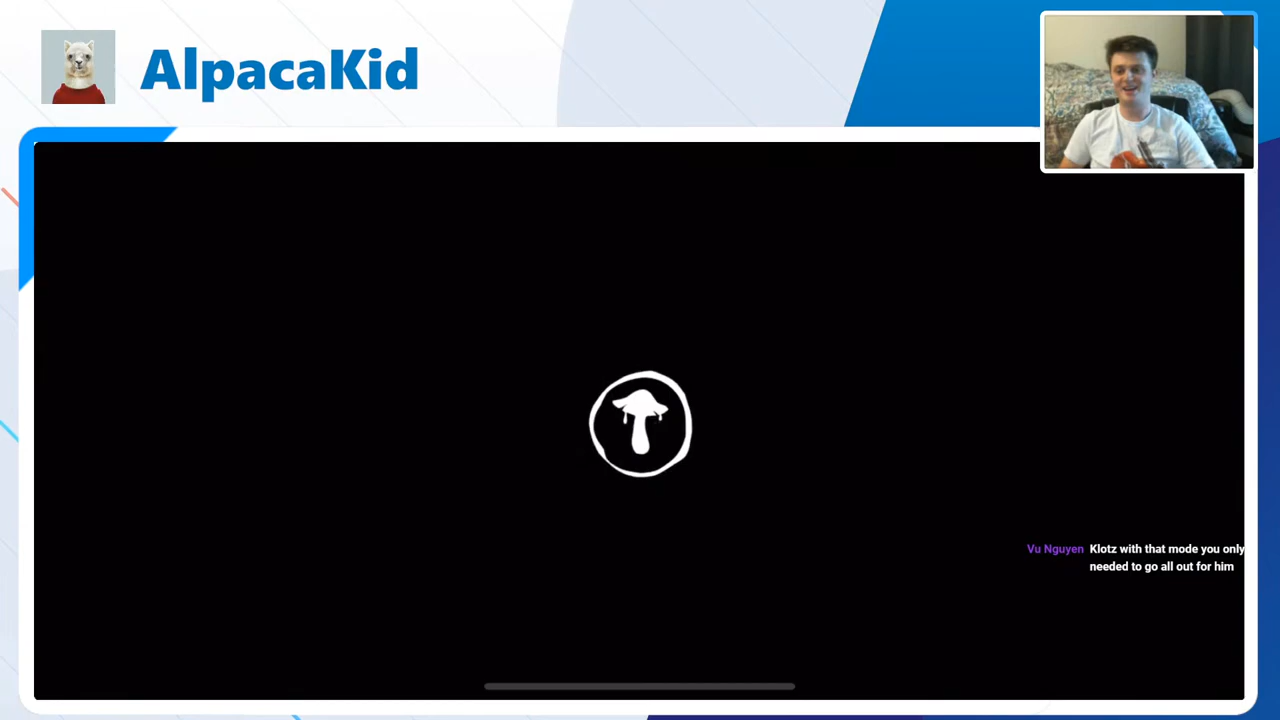 AlpacaKid
Vu Nguyen Klotz with that mode you only
needed to go all out for him